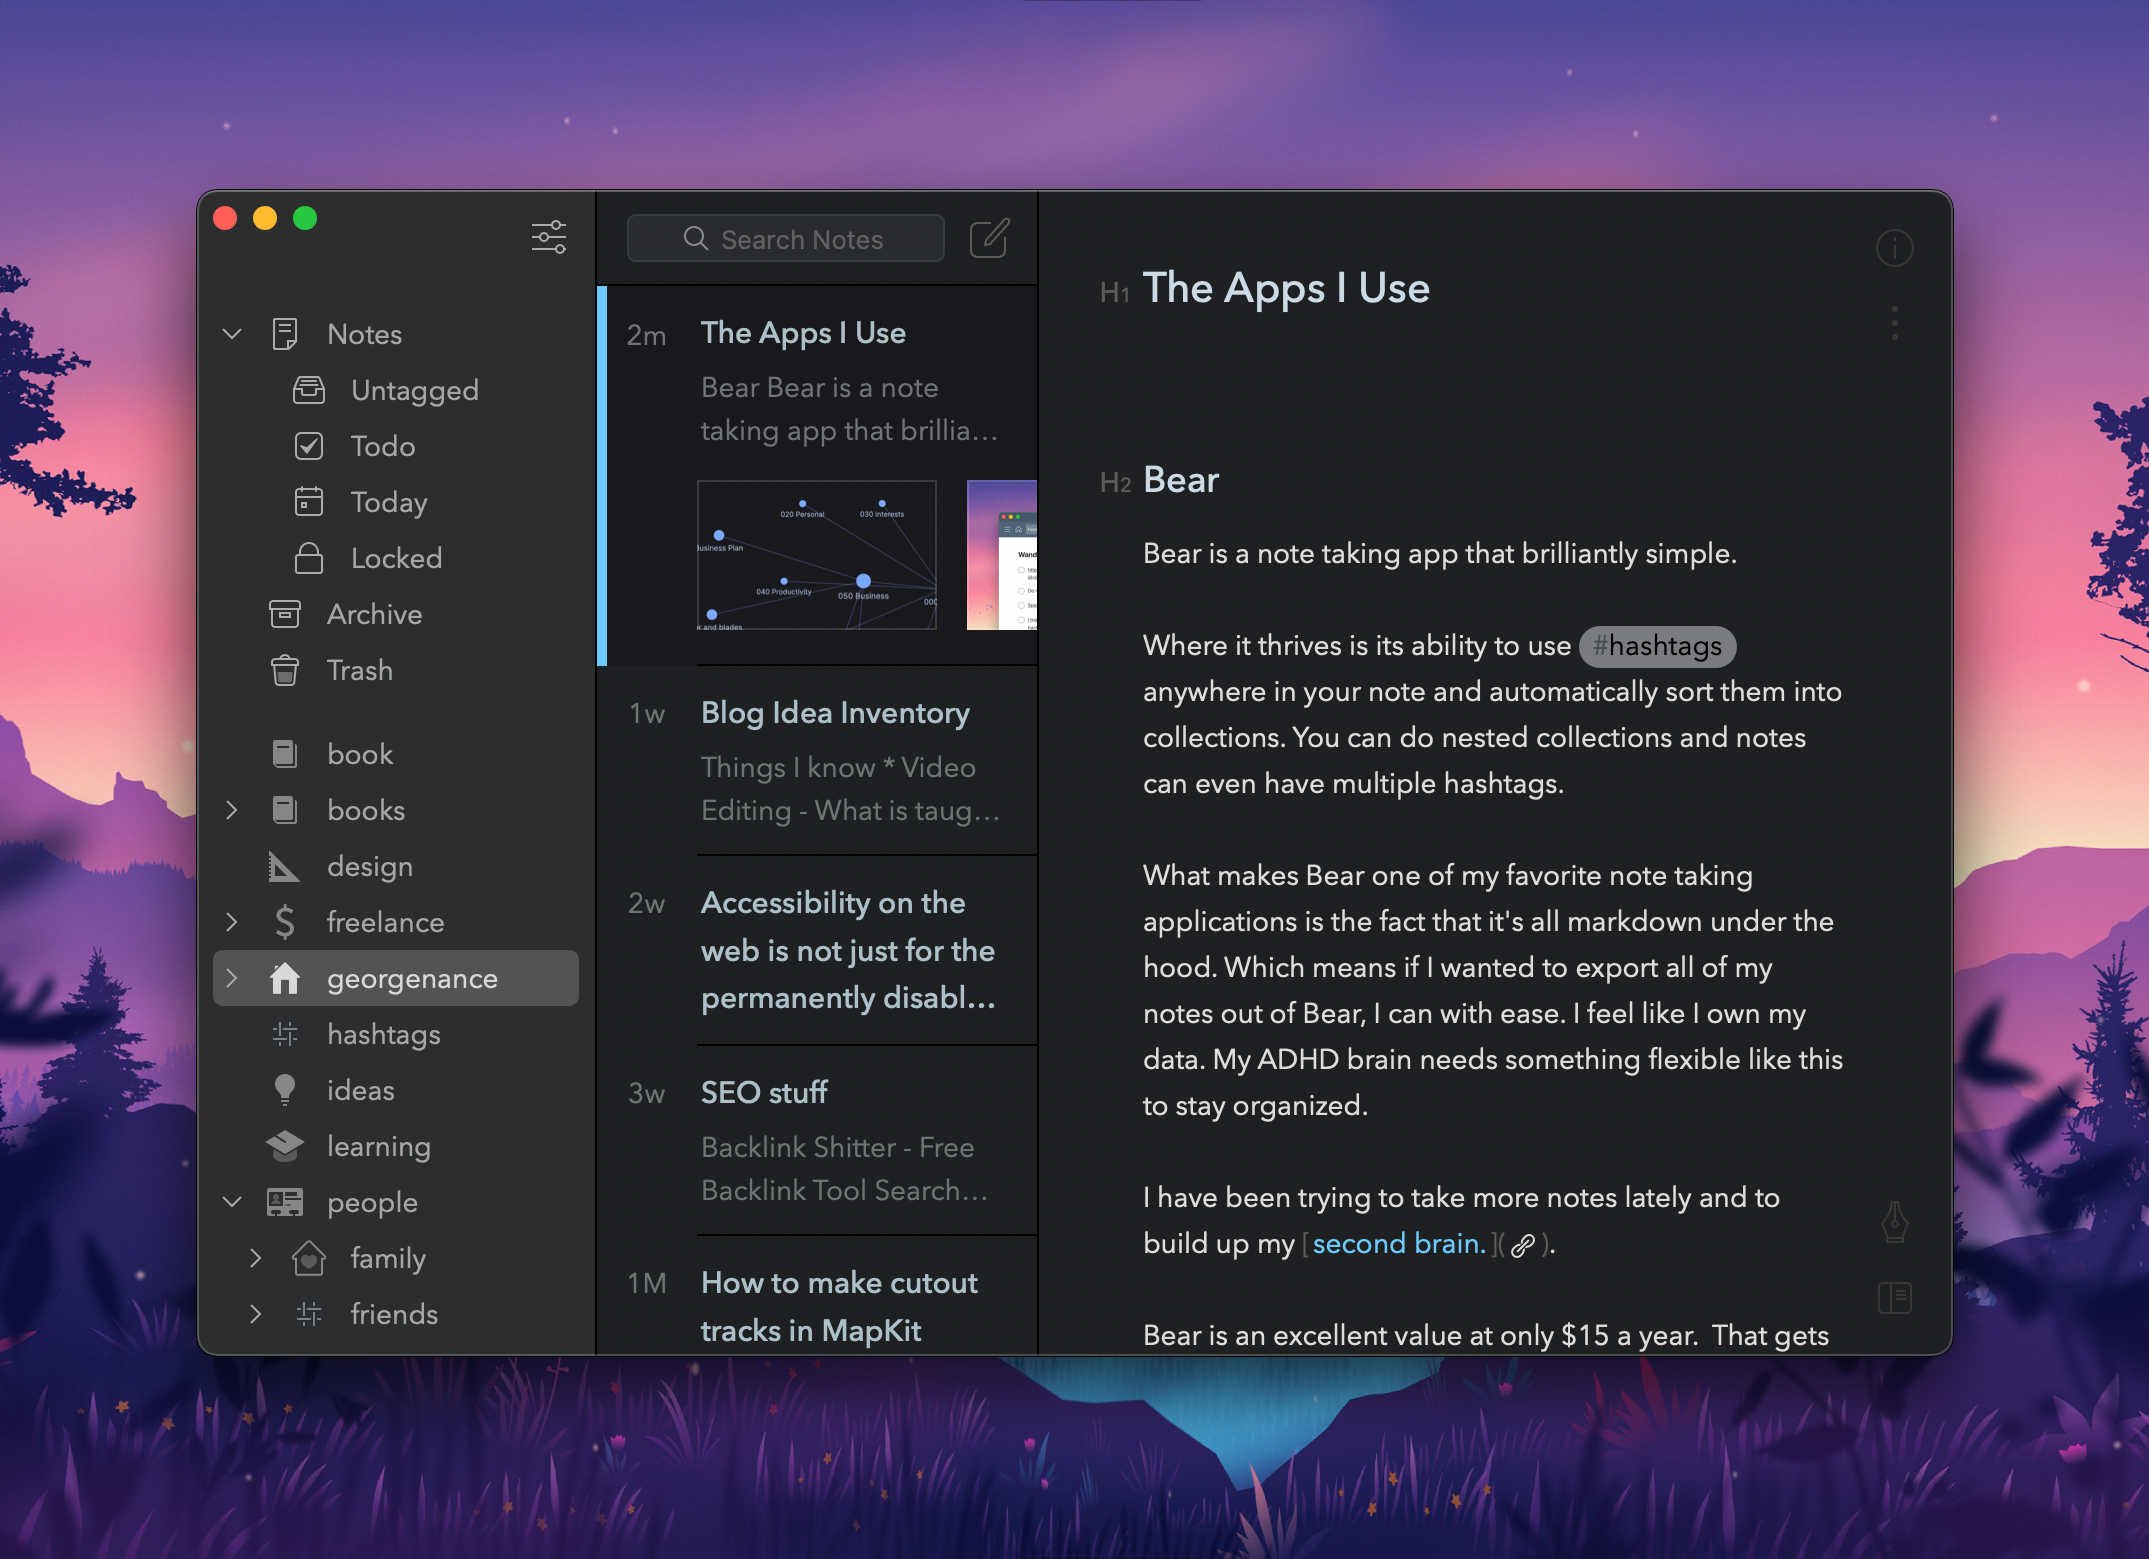 Notes
Untagged
Todo
Today
Locked
Archive
Trash
book
books
design
freelance
georgenance
hashtags
ideas
learning
people
family
friends
Search Notes
2m
The Apps I Use
Bear Bear is a note
taking app that brillia…
020 Personal
030 Interests
usiness Plan
040 Productivity
050 Business
000
r and blades
Wand
1w
Blog Idea Inventory
Things I know * Video
Editing - What is taug…
2w
Accessibility on the
web is not just for the
permanently disabl…
3w
SEO stuff
Backlink Shitter - Free
Backlink Tool Search…
1M
How to make cutout
tracks in MapKit
H1 The Apps I Use
H2 Bear
Bear is a note taking app that brilliantly simple.
Where it thrives is its ability to use #hashtags
anywhere in your note and automatically sort them into
collections. You can do nested collections and notes
can even have multiple hashtags.
What makes Bear one of my favorite note taking
applications is the fact that it's all markdown under the
hood. Which means if I wanted to export all of my
notes out of Bear, I can with ease. I feel like I own my
data. My ADHD brain needs something flexible like this
to stay organized.
I have been trying to take more notes lately and to
build up my [second brain.]().
Bear is an excellent value at only $15 a year. That gets